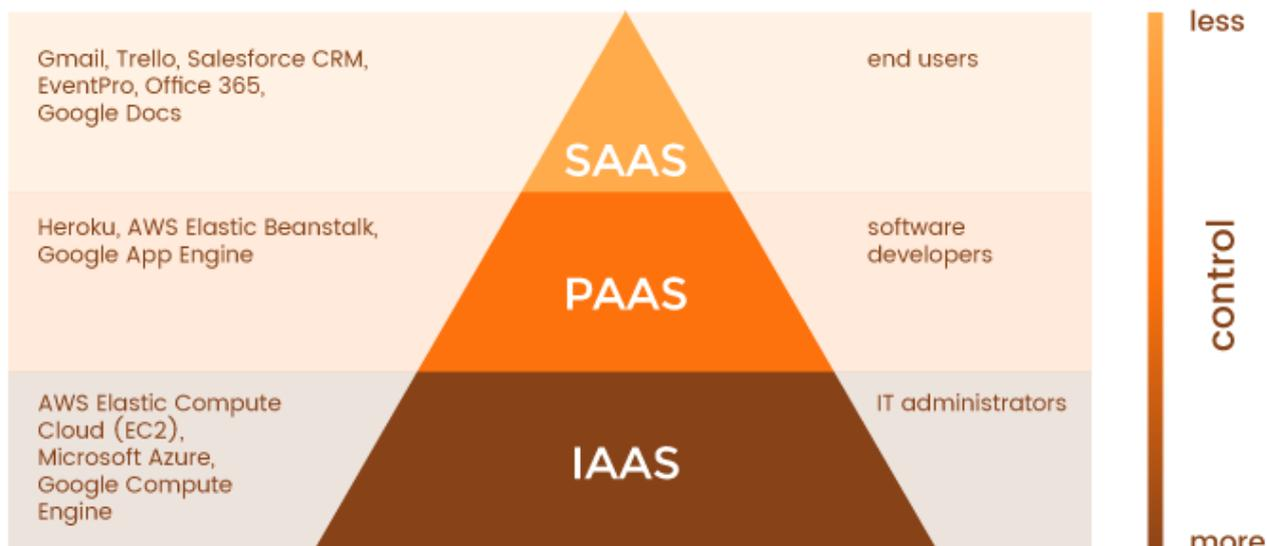 Gmail, Trello, Salesforce CRM,
EventPro, Office 365,
Google Docs
SAAS
end users
Heroku, AWS Elastic Beanstalk,
Google App Engine
PAAS
software
developers
AWS Elastic Compute
Cloud (EC2),
Microsoft Azure,
Google Compute
Engine
IAAS
IT administrators
less
control
more